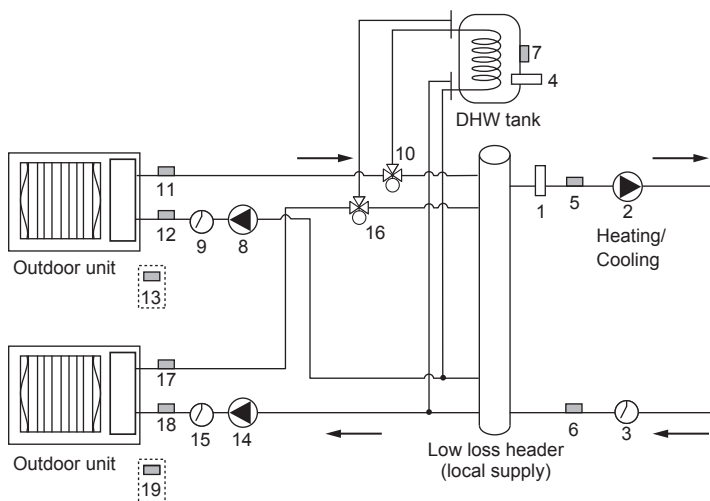 7
4
DHW tank
10
11
12
9
8
16
1
5
2
Heating/
Cooling
Outdoor unit
13
17
18
15
14
6
3
Low loss header
(local supply)
Outdoor unit
19